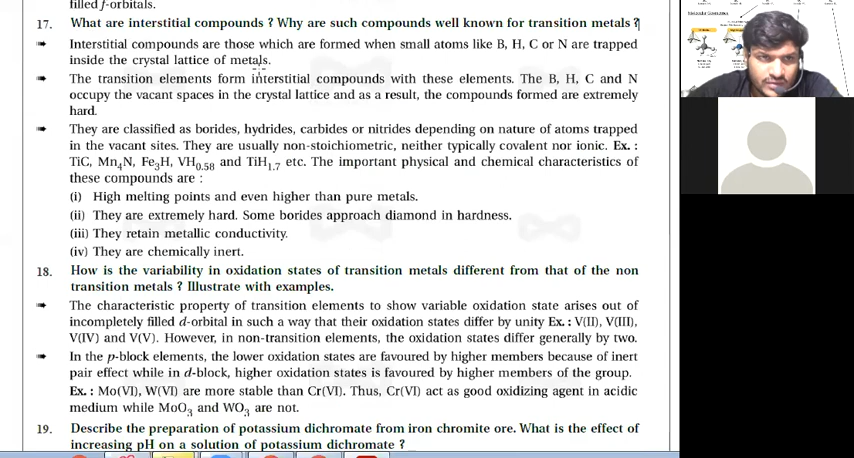 filled f-orbitals.
17. What are interstitial compounds ? Why are such compounds well known for transition metals ?
➠ Interstitial compounds are those which are formed when small atoms like B, H, C or N are trapped
inside the crystal lattice of metals.
➠ The transition elements form interstitial compounds with these elements. The B, H, C and N
occupy the vacant spaces in the crystal lattice and as a result, the compounds formed are extremely
hard.
➠ They are classified as borides, hydrides, carbides or nitrides depending on nature of atoms trapped
in the vacant sites. They are usually non-stoichiometric, neither typically covalent nor ionic. Ex. :
TiC, Mn₄N, Fe₃H, VH₀.₅₈ and TiH₁.₇ etc. The important physical and chemical characteristics of
these compounds are :
(i) High melting points and even higher than pure metals.
(ii) They are extremely hard. Some borides approach diamond in hardness.
(iii) They retain metallic conductivity.
(iv) They are chemically inert.
18. How is the variability in oxidation states of transition metals different from that of the non
transition metals ? Illustrate with examples.
➠ The characteristic property of transition elements to show variable oxidation state arises out of
incompletely filled d-orbital in such a way that their oxidation states differ by unity Ex. : V(II), V(III),
V(IV) and V(V). However, in non-transition elements, the oxidation states differ generally by two.
➠ In the p-block elements, the lower oxidation states are favoured by higher members because of inert
pair effect while in d-block, higher oxidation states is favoured by higher members of the group.
Ex. : Mo(VI), W(VI) are more stable than Cr(VI). Thus, Cr(VI) act as good oxidizing agent in acidic
medium while MoO₃ and WO₃ are not.
19. Describe the preparation of potassium dichromate from iron chromite ore. What is the effect of
increasing pH on a solution of potassium dichromate ?